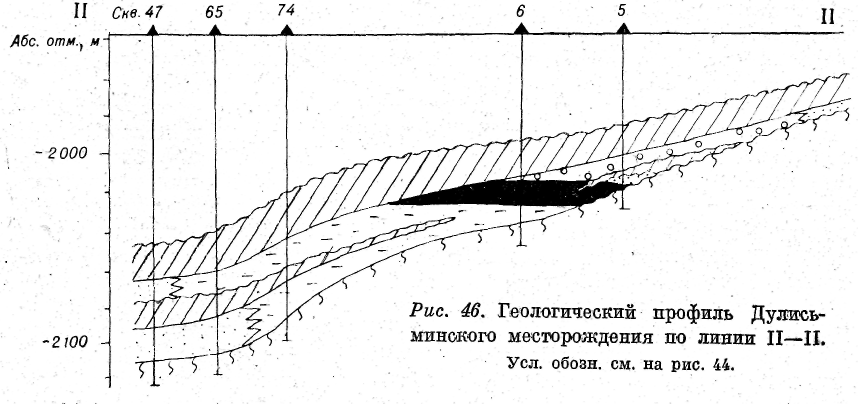 II Скв. 47 65 74 6 5 II
Абс. отм., м
-2000
-2100
Рис. 46. Геологический профиль Дулись-
минского месторождения по линии II—II.
Усл. обозн. см. на рис. 44.